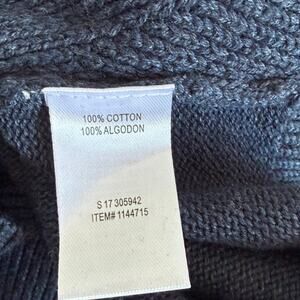 100% COTTON
100% ALGODON
S 17 305942
ITEM# 1144715